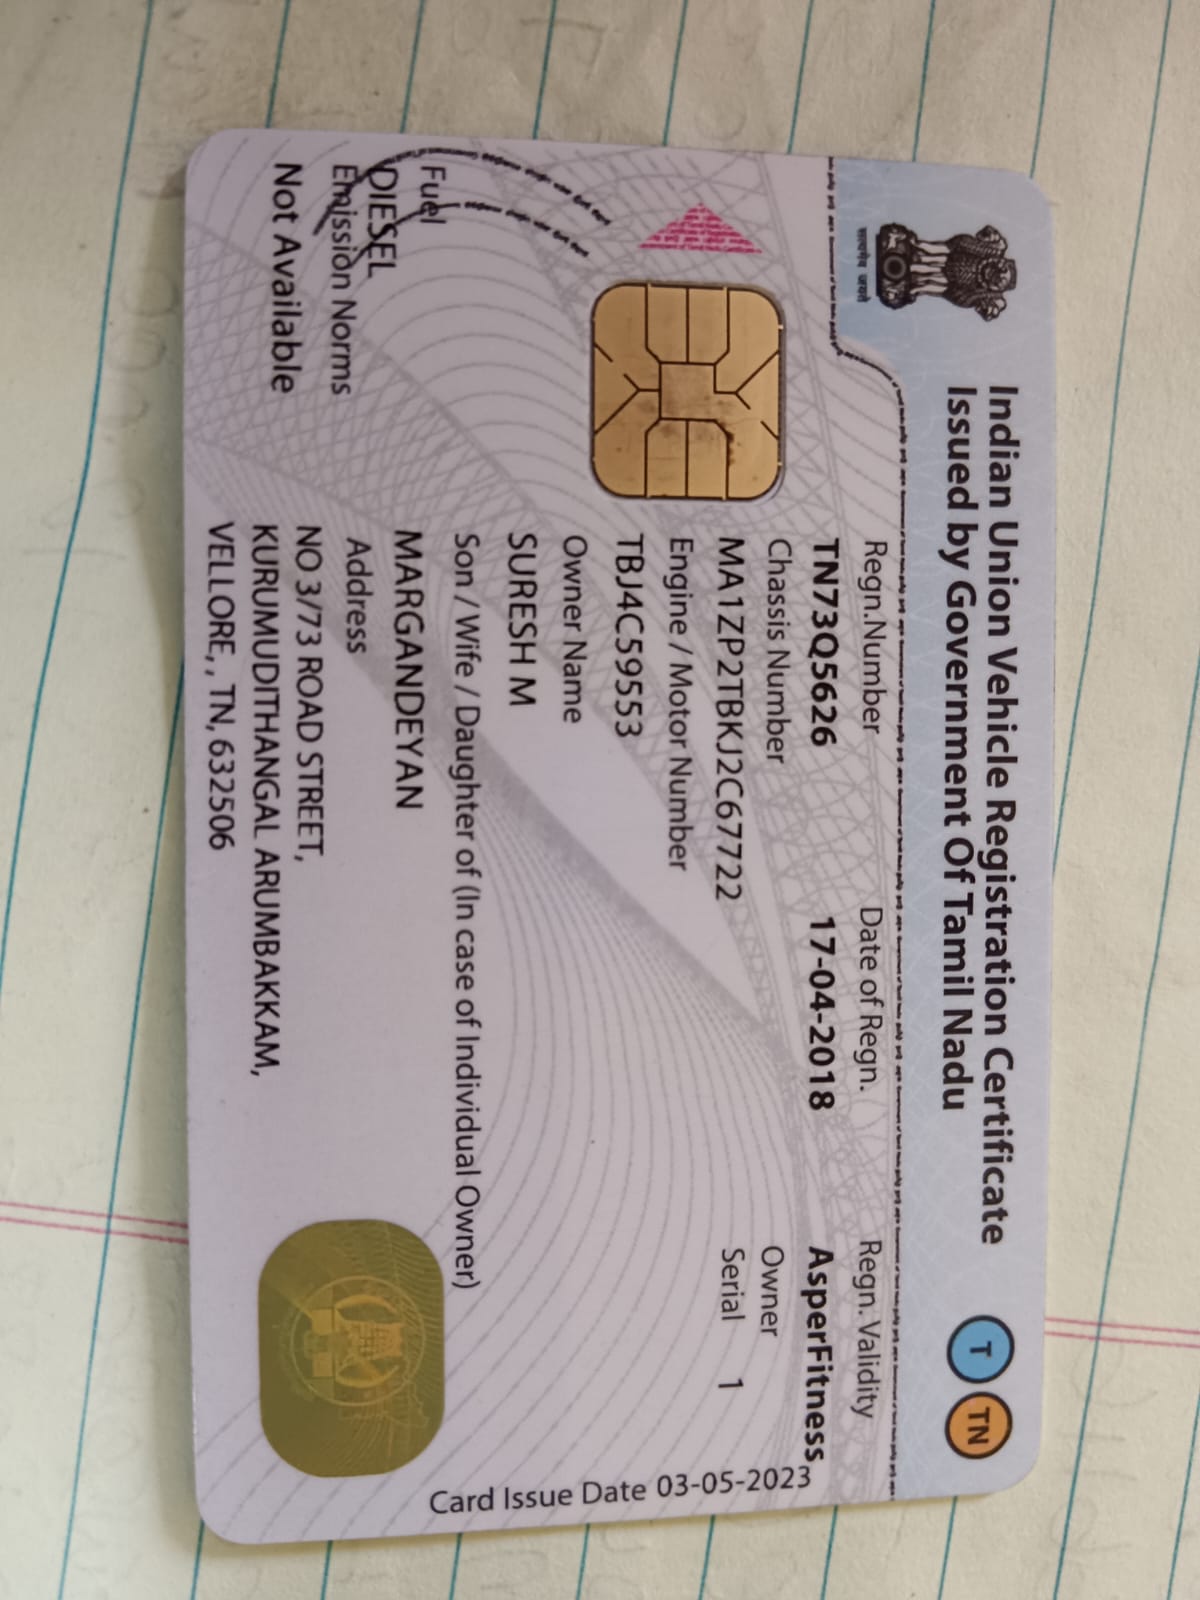 Indian Union Vehicle Registration Certificate
Issued by Government Of Tamil Nadu
T TN
सत्यमेव जयते
Regn.Number Date of Regn. Regn. Validity
TN73Q5626 17-04-2018 AsperFitness
Chassis Number Owner
MA1ZP2TBKJ2C67722 Serial 1
Engine / Motor Number
TBJ4C59553
Owner Name
SURESH M
Son / Wife / Daughter of (In case of Individual Owner)
MARGANDEYAN
Address
NO 3/73 ROAD STREET,
KURUMUDITHANGAL ARUMBAKKAM,
VELLORE, , TN, 632506
Fuel
DIESEL
Emission Norms
Not Available
Card Issue Date 03-05-2023